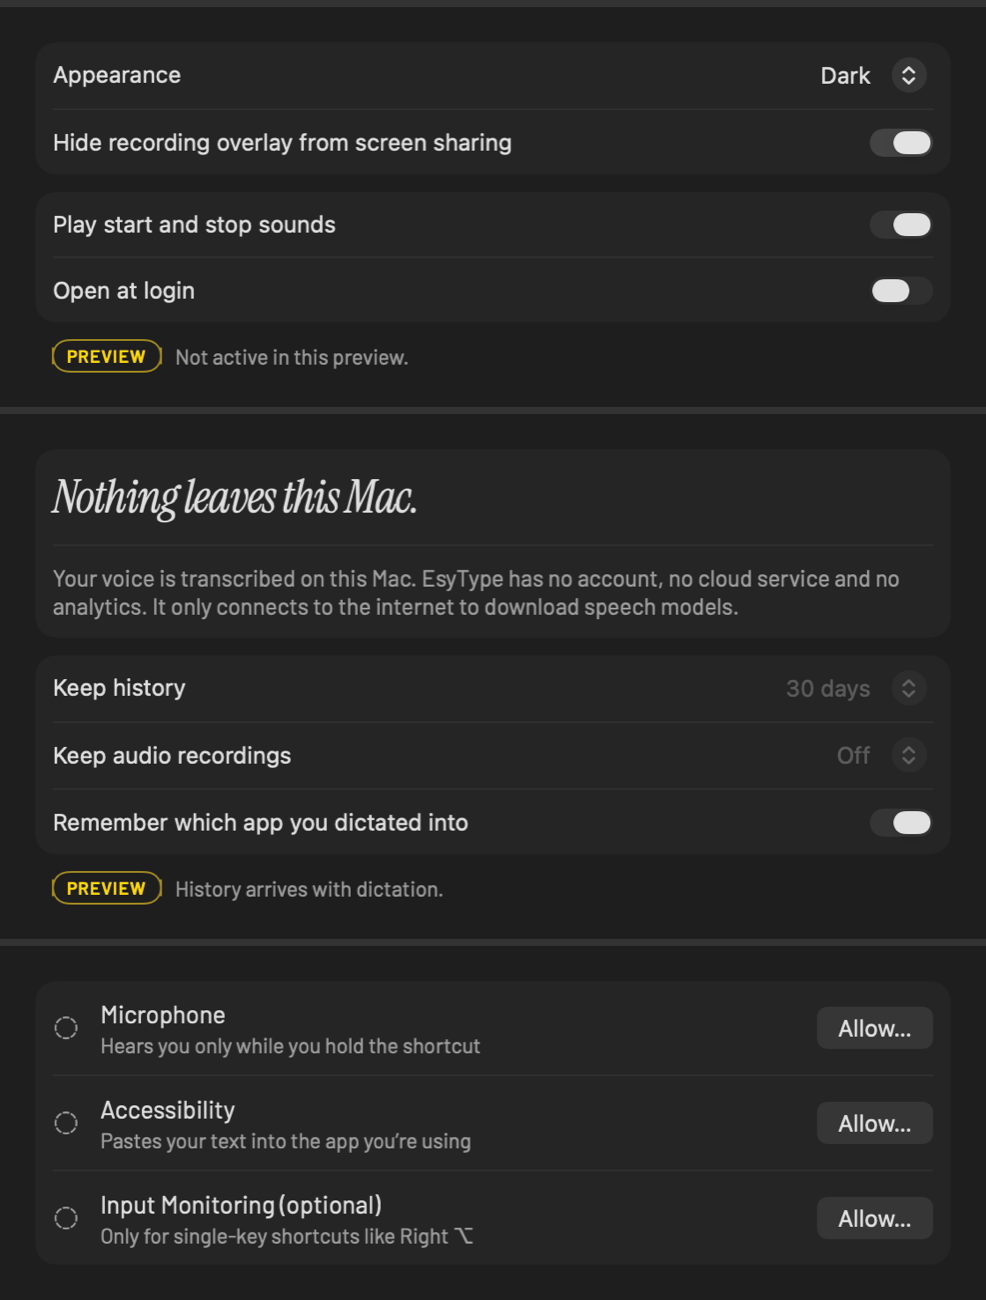 Appearance
Dark
Hide recording overlay from screen sharing
Play start and stop sounds
Open at login
PREVIEW Not active in this preview.
Nothing leaves this Mac.
Your voice is transcribed on this Mac. EsyType has no account, no cloud service and no
analytics. It only connects to the internet to download speech models.
Keep history
30 days
Keep audio recordings
Off
Remember which app you dictated into
PREVIEW History arrives with dictation.
Microphone
Hears you only while you hold the shortcut
Allow...
Accessibility
Pastes your text into the app you’re using
Allow...
Input Monitoring (optional)
Only for single-key shortcuts like Right ⌥
Allow...